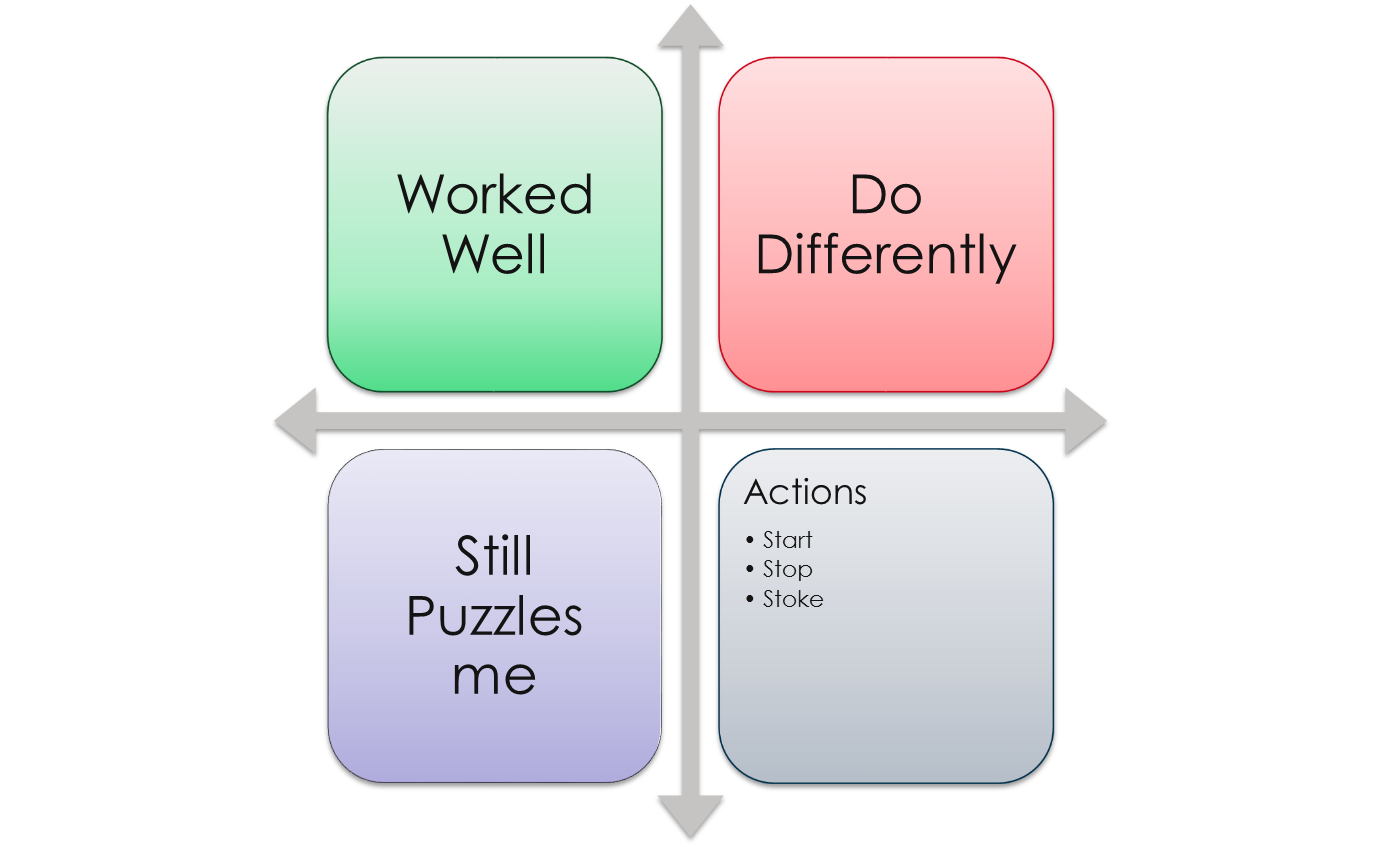 Worked
Well
Do
Differently
Still
Puzzles
me
Actions
• Start
• Stop
• Stoke